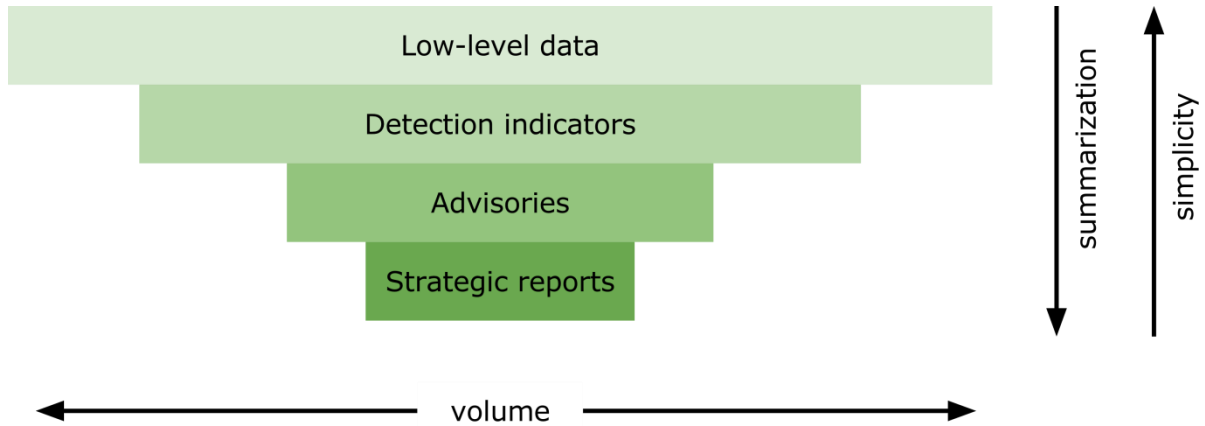 Low-level data
Detection indicators
Advisories
Strategic reports
summarization
simplicity
volume